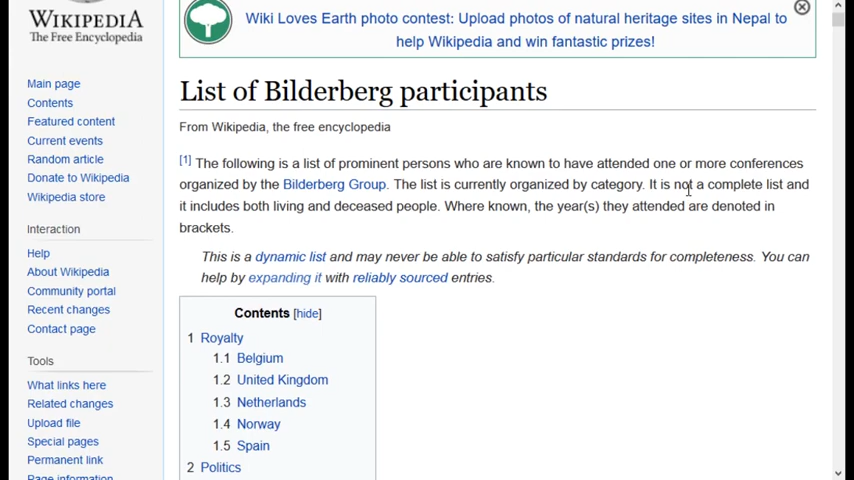 WIKIPEDIA
The Free Encyclopedia
Main page
Contents
Featured content
Current events
Random article
Donate to Wikipedia
Wikipedia store
Interaction
Help
About Wikipedia
Community portal
Recent changes
Contact page
Tools
What links here
Related changes
Upload file
Special pages
Permanent link
Page information
Wiki Loves Earth photo contest: Upload photos of natural heritage sites in Nepal to
help Wikipedia and win fantastic prizes!
List of Bilderberg participants
From Wikipedia, the free encyclopedia
[1] The following is a list of prominent persons who are known to have attended one or more conferences
organized by the Bilderberg Group. The list is currently organized by category. It is not a complete list and
it includes both living and deceased people. Where known, the year(s) they attended are denoted in
brackets.
This is a dynamic list and may never be able to satisfy particular standards for completeness. You can
help by expanding it with reliably sourced entries.
Contents [hide]
1 Royalty
1.1 Belgium
1.2 United Kingdom
1.3 Netherlands
1.4 Norway
1.5 Spain
2 Politics